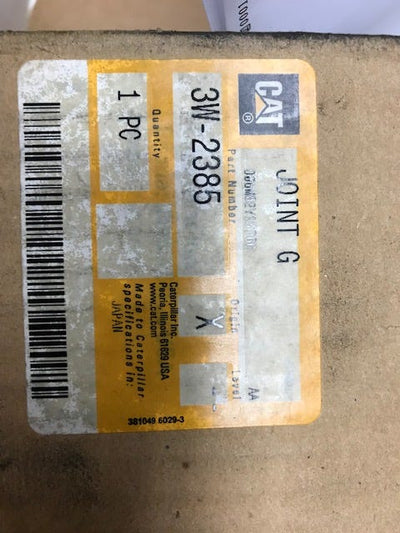 CAT
®
JOINT G
Part Number
3W-2385
Origin
X
Level
AA
Quantity
1 PC
Caterpillar Inc.
Peoria, Illinois 61629 USA
www.cat.com
Made to Caterpillar
specifications in:
JAPAN
381049 6029-3